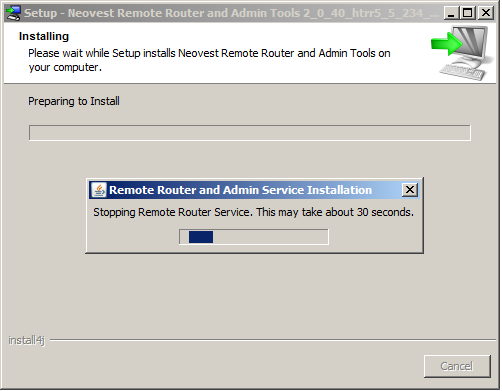 Setup - Neovest Remote Router and Admin Tools 2_0_40_htrr5_5_234_...
Installing
Please wait while Setup installs Neovest Remote Router and Admin Tools on
your computer.
Preparing to Install
Remote Router and Admin Service Installation
Stopping Remote Router Service. This may take about 30 seconds.
install4j
Cancel